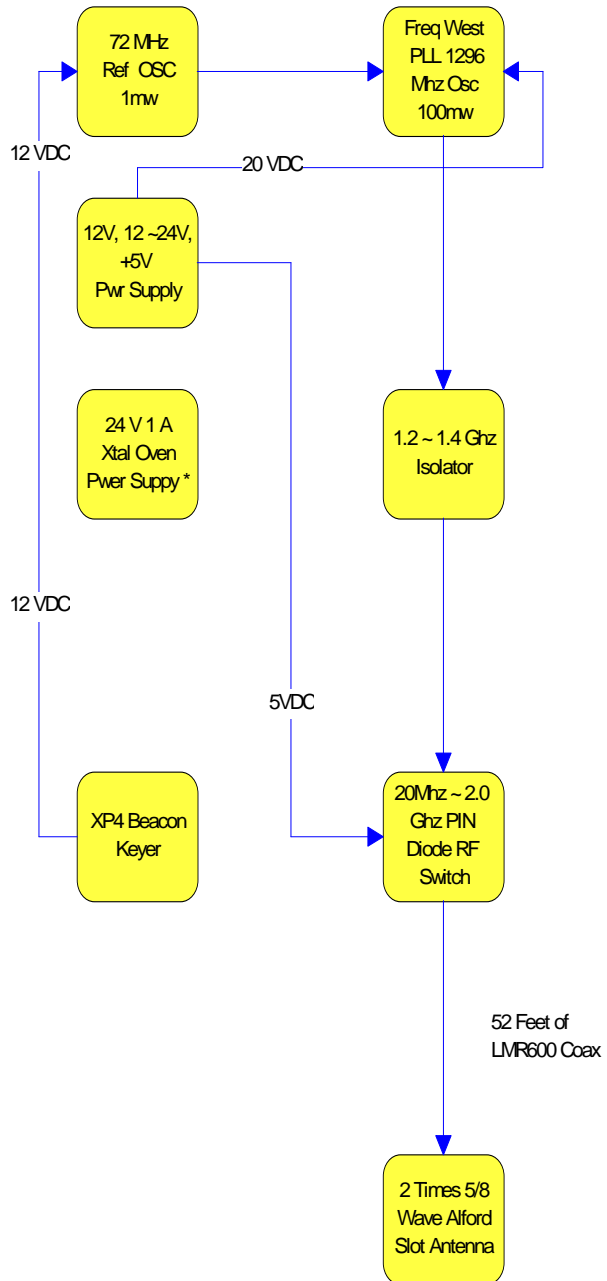 72 MHz
Ref OSC
1mw
Freq West
PLL 1296
Mhz Osc
100mw
12 VDC
20 VDC
12V, 12 ~24V,
+5V
Pwr Supply
24 V 1 A
Xtal Oven
Pwer Suppy *
1.2 ~ 1.4 Ghz
Isolator
12 VDC
5VDC
XP4 Beacon
Keyer
20Mhz ~ 2.0
Ghz PIN
Diode RF
Switch
52 Feet of
LMR600 Coax
2 Times 5/8
Wave Alford
Slot Antenna